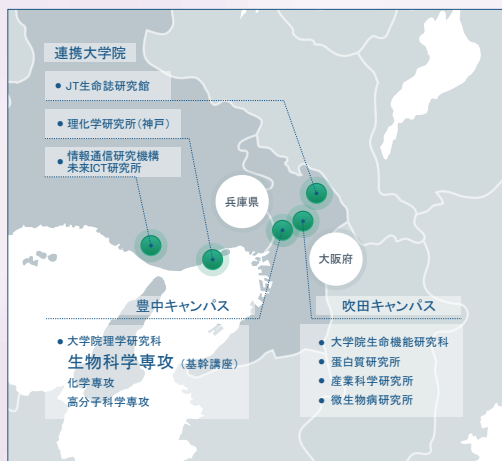 連携大学院
● JT生命誌研究館
● 理化学研究所（神戸）
● 情報通信研究機構
未来ICT研究所
兵庫県
大阪府
豊中キャンパス
● 大学院理学研究科
生物科学専攻（基幹講座）
化学専攻
高分子科学専攻
吹田キャンパス
● 大学院生命機能研究科
● 蛋白質研究所
● 産業科学研究所
● 微生物病研究所